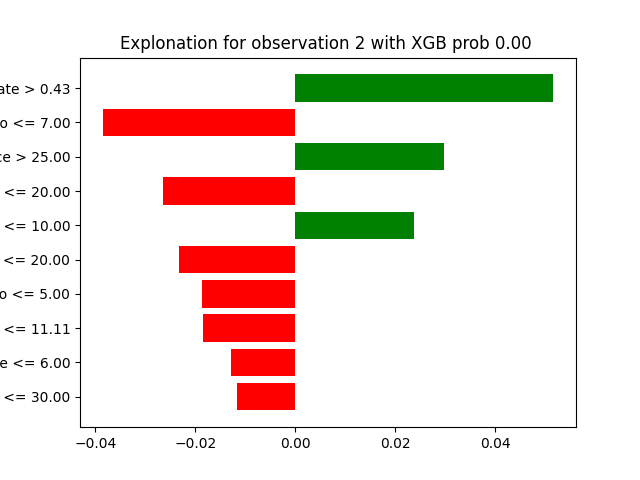 Explonation for observation 2 with XGB prob 0.00
ate > 0.43
o <= 7.00
ce > 25.00
<= 20.00
<= 10.00
<= 20.00
o <= 5.00
<= 11.11
e <= 6.00
<= 30.00
−0.04 −0.02 0.00 0.02 0.04